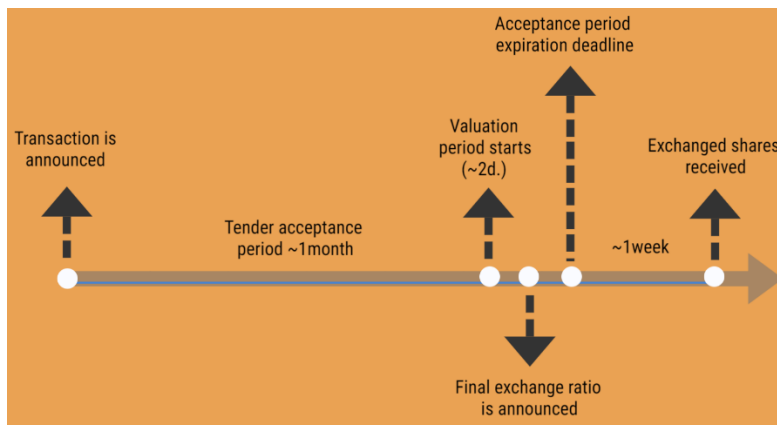 Transaction is
announced
Tender acceptance
period ~1month
Valuation
period starts
(~2d.)
Final exchange ratio
is announced
Acceptance period
expiration deadline
~1week
Exchanged shares
received